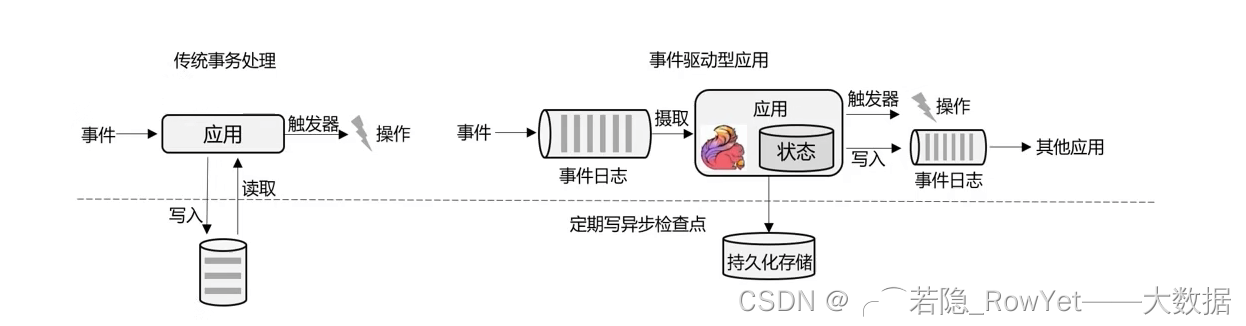 传统事务处理
事件
应用
触发器
操作
写入
读取
事件驱动型应用
事件
事件日志
摄取
应用
状态
触发器
操作
写入
事件日志
其他应用
定期写异步检查点
持久化存储
CSDN @╭⌒若隐_RowYet——大数据